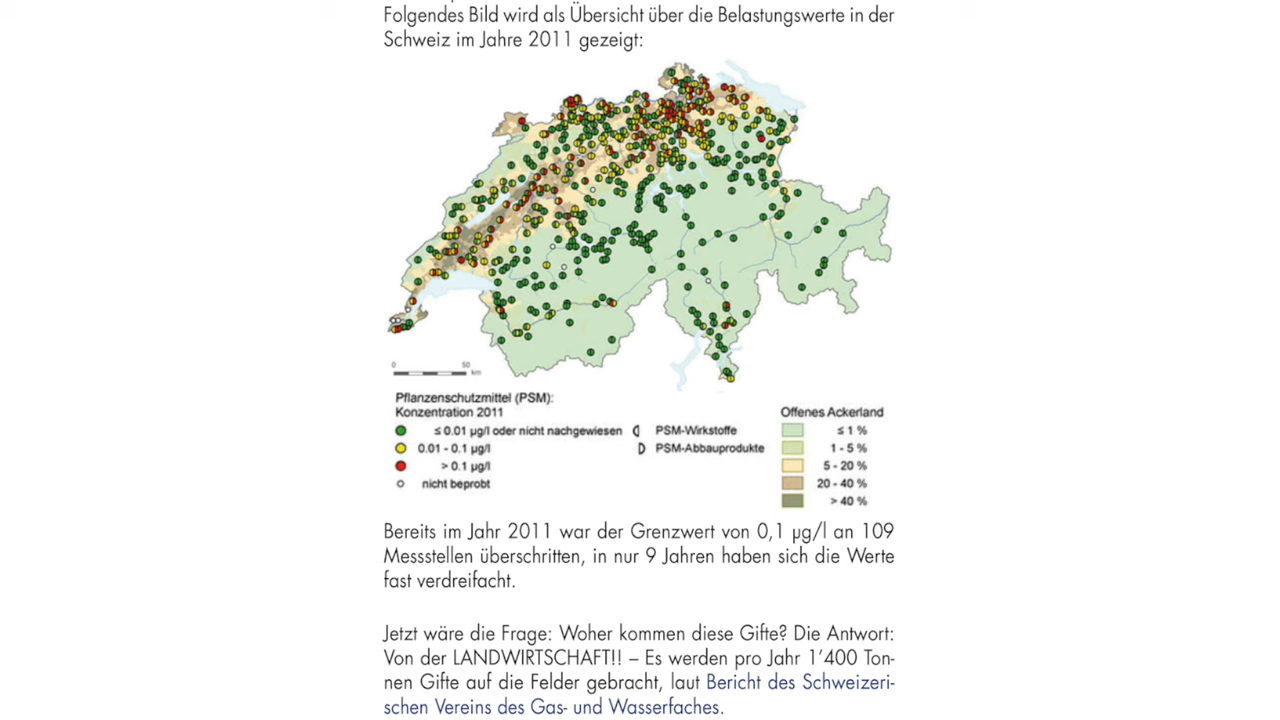 Folgendes Bild wird als Übersicht über die Belastungswerte in der
Schweiz im Jahre 2011 gezeigt:
0 50
km
Pflanzenschutzmittel (PSM):
Konzentration 2011
≤ 0.01 µg/l oder nicht nachgewiesen
0.01 - 0.1 µg/l
> 0.1 µg/l
nicht beprobt
PSM-Wirkstoffe
PSM-Abbauprodukte
Offenes Ackerland
≤ 1 %
1 - 5 %
5 - 20 %
20 - 40 %
> 40 %
Bereits im Jahr 2011 war der Grenzwert von 0,1 µg/l an 109
Messstellen überschritten, in nur 9 Jahren haben sich die Werte
fast verdreifacht.
Jetzt wäre die Frage: Woher kommen diese Gifte? Die Antwort:
Von der LANDWIRTSCHAFT!! – Es werden pro Jahr 1’400 Ton-
nen Gifte auf die Felder gebracht, laut Bericht des Schweizeri-
schen Vereins des Gas- und Wasserfaches.